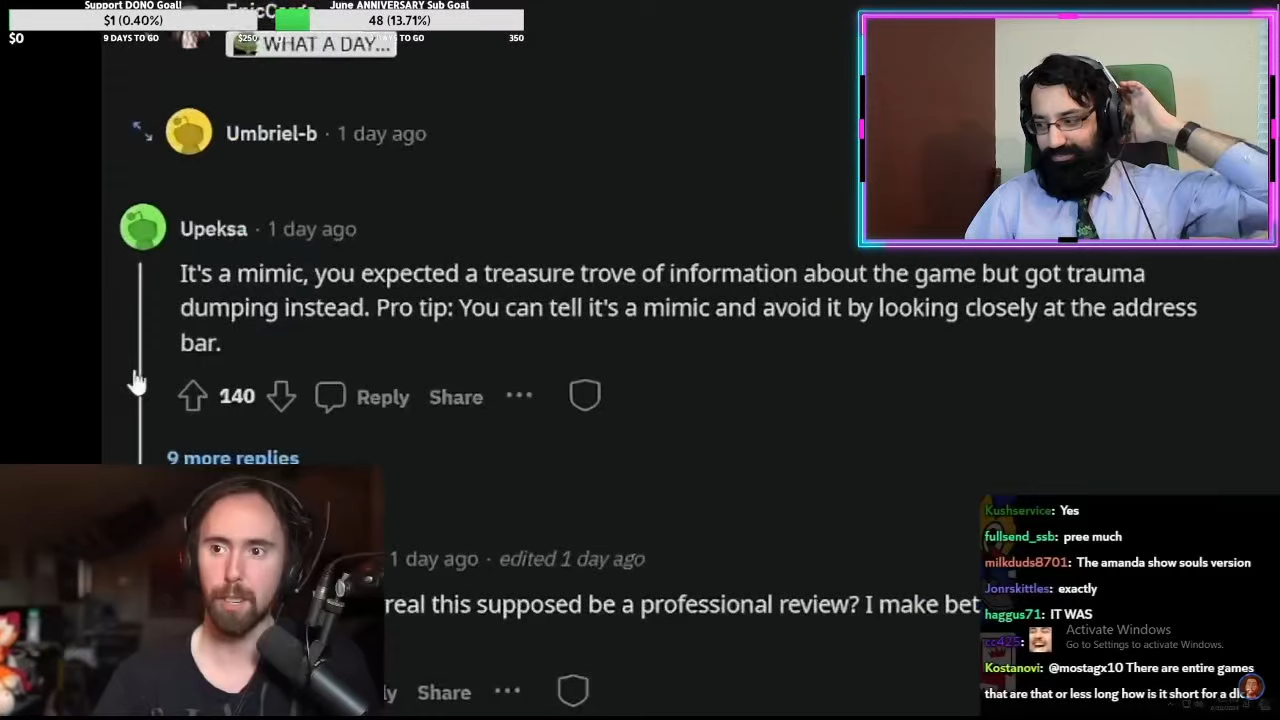 Support DONO Goal!
June ANNIVERSARY Sub Goal
$1 (0.40%)
48 (13.71%)
$0
9 DAYS TO GO
$250
TO GO
350
WHAT A DAY...
Umbriel-b · 1 day ago
Upeksa · 1 day ago
It's a mimic, you expected a treasure trove of information about the game but got trauma
dumping instead. Pro tip: You can tell it's a mimic and avoid it by looking closely at the address
bar.
140
Reply
Share
9 more replies
1 day ago · edited 1 day ago
real this supposed be a professional review? I make bet
Share
Kushservice: Yes
fullsend_ssb: pree much
milkduds8701: The amanda show souls version
Jonrskittles: exactly
haggus71: IT WAS
Activate Windows
Go to Settings to activate Windows.
cc425:
Kostanovi: @mostagx10 There are entire games
that are that or less long how is it short for a dlc?